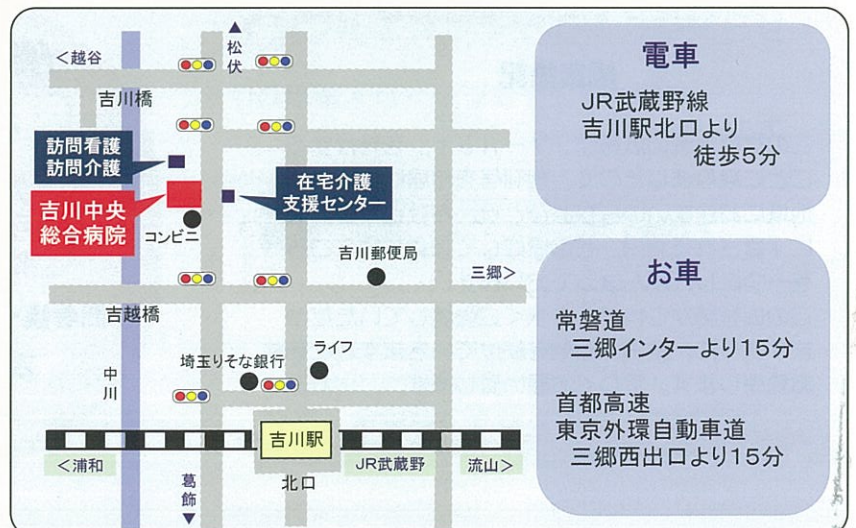 ▲
松伏
<越谷
吉川橋
訪問看護
訪問介護
吉川中央
総合病院
コンビニ
在宅介護
支援センター
吉川郵便局
三郷>
吉越橋
中川
埼玉りそな銀行
ライフ
吉川駅
<浦和
JR武蔵野
流山>
北口
葛飾
▼
電車
JR武蔵野線
吉川駅北口より
徒歩5分
お車
常磐道
三郷インターより15分
首都高速
東京外環自動車道
三郷西出口より15分